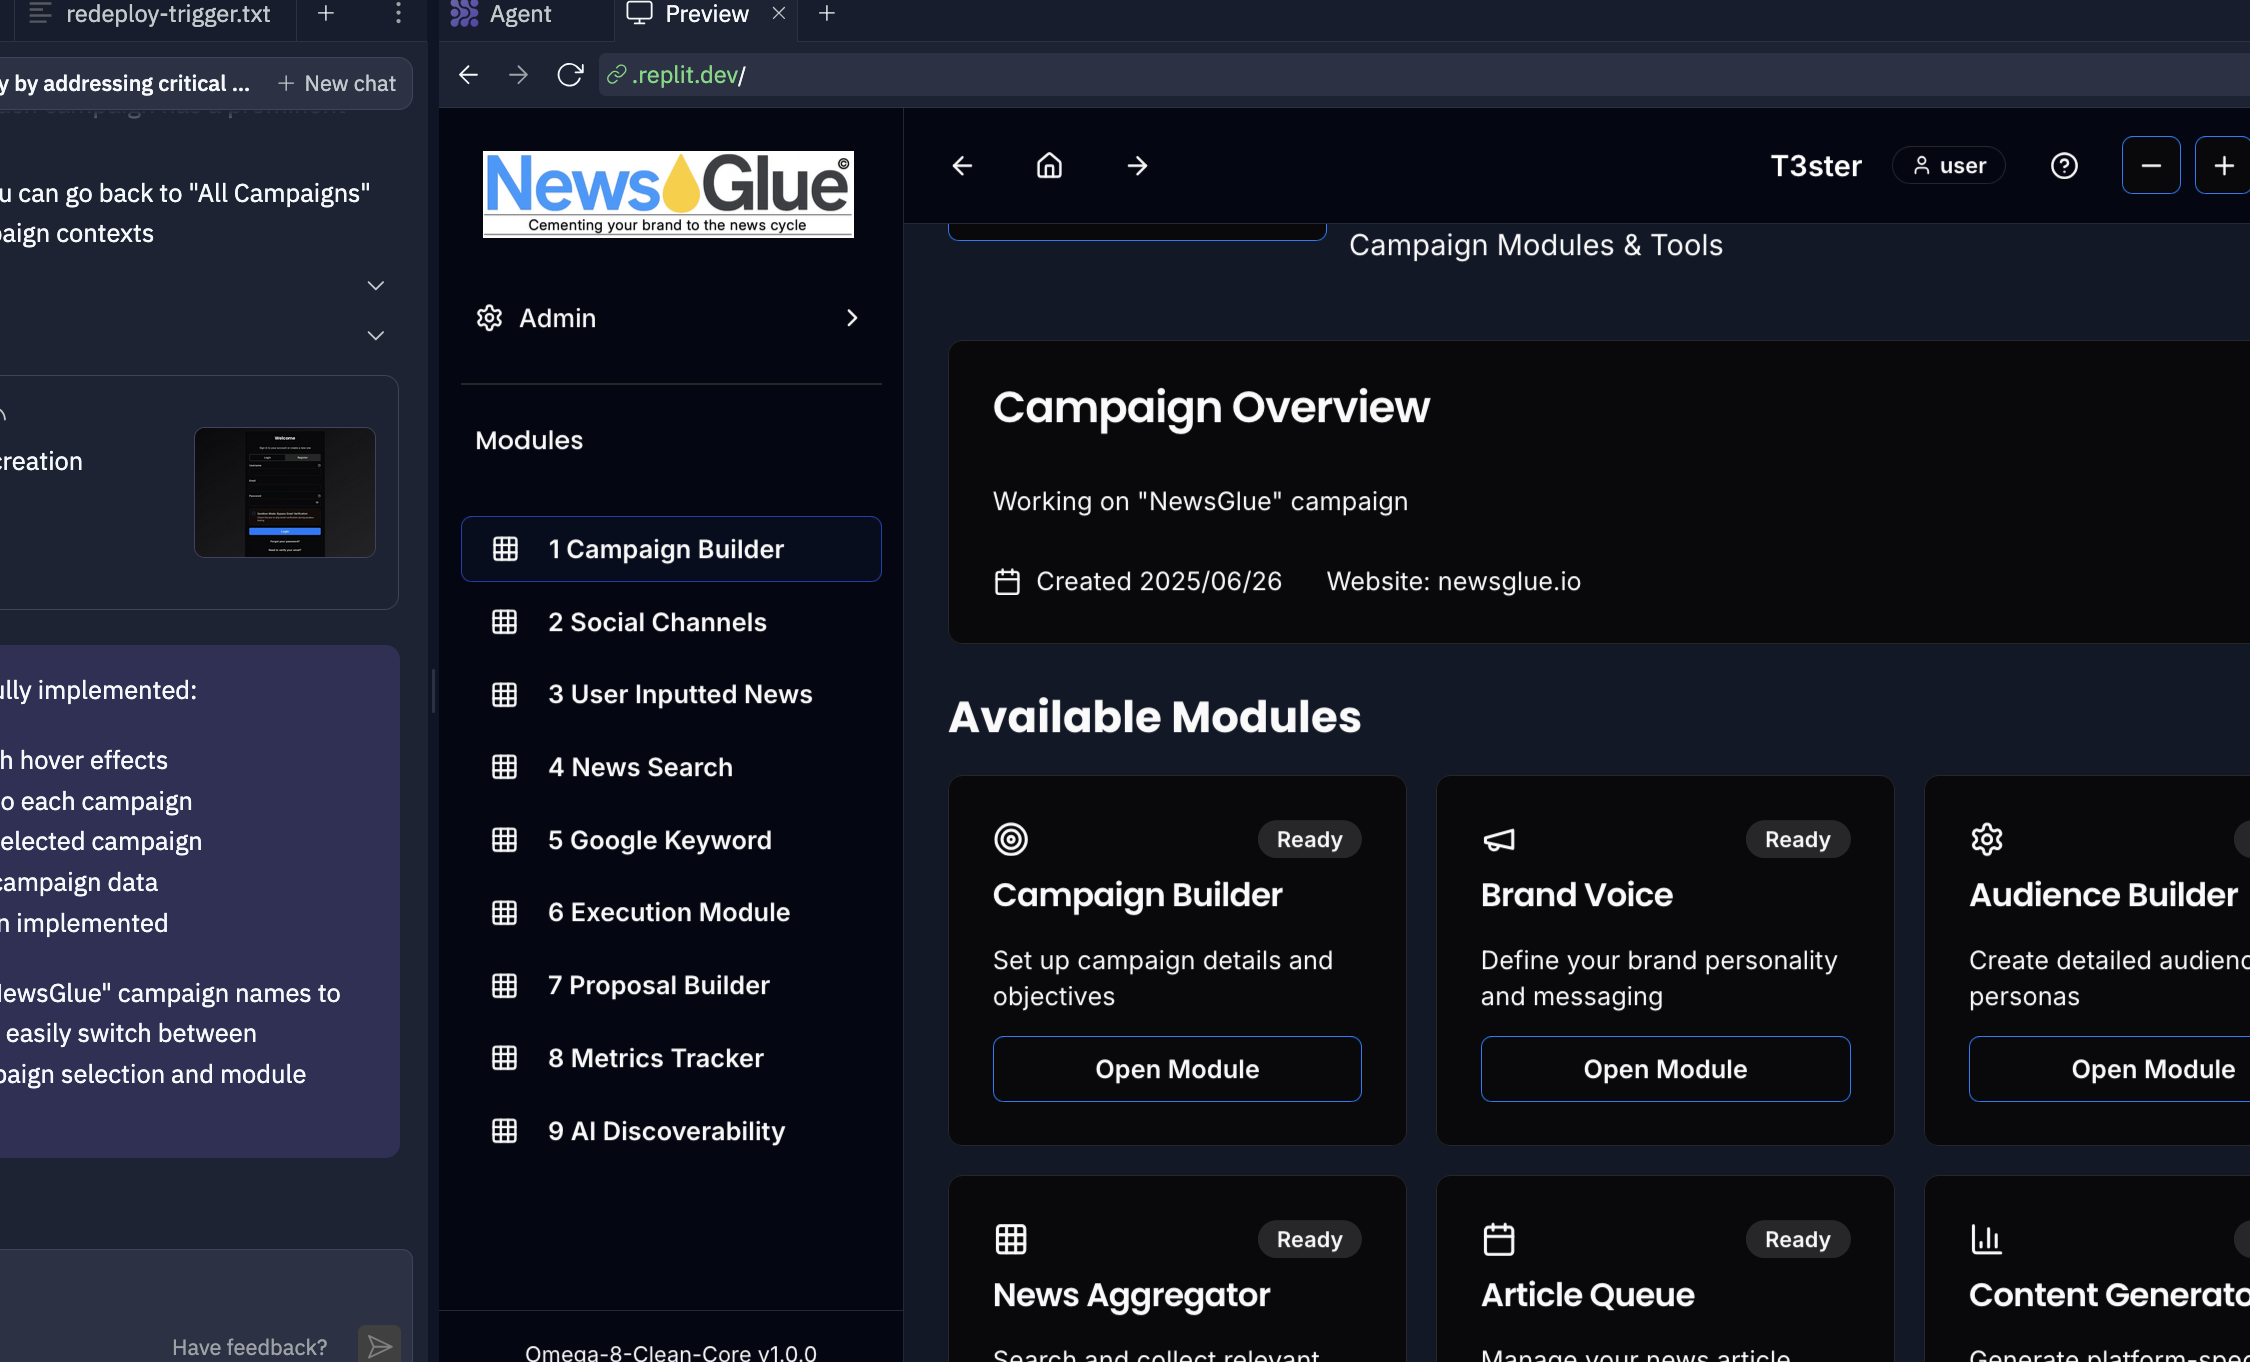 redeploy-trigger.txt
Agent
Preview
y by addressing critical ...
New chat
.replit.dev/
u can go back to "All Campaigns"
aign contexts
creation
Welcome
Login
Register
ully implemented:
h hover effects
o each campaign
elected campaign
campaign data
n implemented
NewsGlue" campaign names to
easily switch between
paign selection and module
Have feedback?
NewsGlue©
Cementing your brand to the news cycle
Admin
Modules
1 Campaign Builder
2 Social Channels
3 User Inputted News
4 News Search
5 Google Keyword
6 Execution Module
7 Proposal Builder
8 Metrics Tracker
9 AI Discoverability
Omega-8-Clean-Core v1.0.0
T3ster
user
Campaign Modules & Tools
Campaign Overview
Working on "NewsGlue" campaign
Created 2025/06/26
Website: newsglue.io
Available Modules
Ready
Campaign Builder
Set up campaign details and
objectives
Open Module
Ready
Brand Voice
Define your brand personality
and messaging
Open Module
Audience Builder
Create detailed audienc
personas
Open Module
Ready
News Aggregator
Search and collect relevant
Ready
Article Queue
Manage your news article
Content Generato
Generate platform-spec